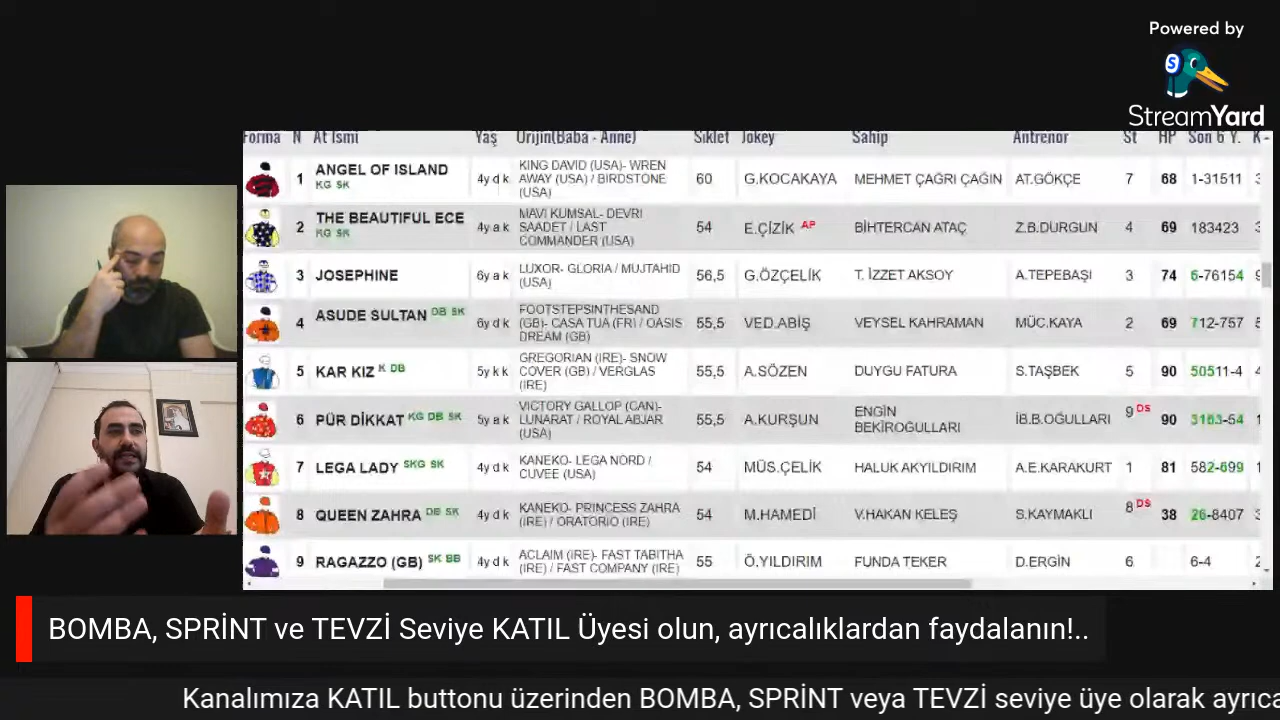 Powered by
StreamYard
Forma N At İsmi Yaş Orijin(Baba - Anne) Sıklet Jokey Sahip Antrenör St HP Son 6 Y. K -
1 ANGEL OF ISLAND KG SK 4y d k KING DAVID (USA)- WREN AWAY (USA) / BIRDSTONE (USA) 60 G.KOCAKAYA MEHMET ÇAĞRI ÇAĞIN AT.GÖKÇE 7 68 1-31511
2 THE BEAUTIFUL ECE KG SK 4y a k MAVİ KUMSAL- DEVRİ SAADET / LAST COMMANDER (USA) 54 E.ÇİZİK AP BİHTERCAN ATAÇ Z.B.DURGUN 4 69 183423
3 JOSEPHINE 6y a k LUXOR- GLORIA / MUJTAHID (USA) 56,5 G.ÖZÇELİK T. İZZET AKSOY A.TEPEBAŞI 3 74 6-76154
4 ASUDE SULTAN DB SK 6y d k FOOTSTEPSINTHESAND (GB)- CASA TUA (FR) / OASIS DREAM (GB) 55,5 VED.ABİŞ VEYSEL KAHRAMAN MÜC.KAYA 2 69 712-757
5 KAR KIZ K DB 5y k k GREGORIAN (IRE)- SNOW COVER (GB) / VERGLAS (IRE) 55,5 A.SÖZEN DUYGU FATURA S.TAŞBEK 5 90 50511-4
6 PÜR DİKKAT KG DB SK 5y a k VICTORY GALLOP (CAN)- LUNARAT / ROYAL ABJAR (USA) 55,5 A.KURŞUN ENGİN BEKİROĞULLARI İB.B.OĞULLARI 9 DS 90 3163-54
7 LEGA LADY SKG SK 4y d k KANEKO- LEGA NORD / CUVEE (USA) 54 MÜS.ÇELİK HALUK AKYILDIRIM A.E.KARAKURT 1 81 582-699
8 QUEEN ZAHRA DB SK 4y d k KANEKO- PRINCESS ZAHRA (IRE) / ORATORIO (IRE) 54 M.HAMEDİ V.HAKAN KELEŞ S.KAYMAKLI 8 DS 38 26-8407
9 RAGAZZO (GB) SK BB 4y d k ACLAIM (IRE)- FAST TABITHA (IRE) / FAST COMPANY (IRE) 55 Ö.YILDIRIM FUNDA TEKER D.ERGİN 6 6-4
BOMBA, SPRİNT ve TEVZİ Seviye KATIL Üyesi olun, ayrıcalıklardan faydalanın!..
Kanalımıza KATIL buttonu üzerinden BOMBA, SPRİNT veya TEVZİ seviye üye olarak ayrıca